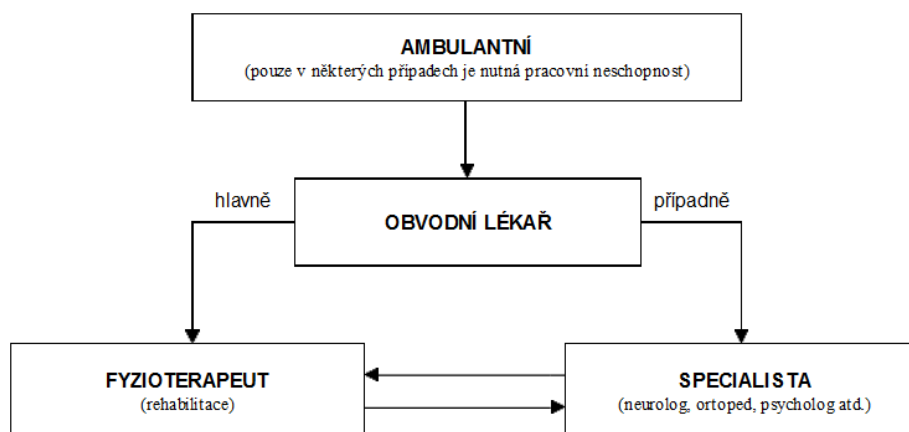 AMBULANTNÍ
(pouze v některých případech je nutná pracovní neschopnost)
hlavně
případně
OBVODNÍ LÉKAŘ
FYZIOTERAPEUT
(rehabilitace)
SPECIALISTA
(neurolog, ortoped, psycholog atd.)